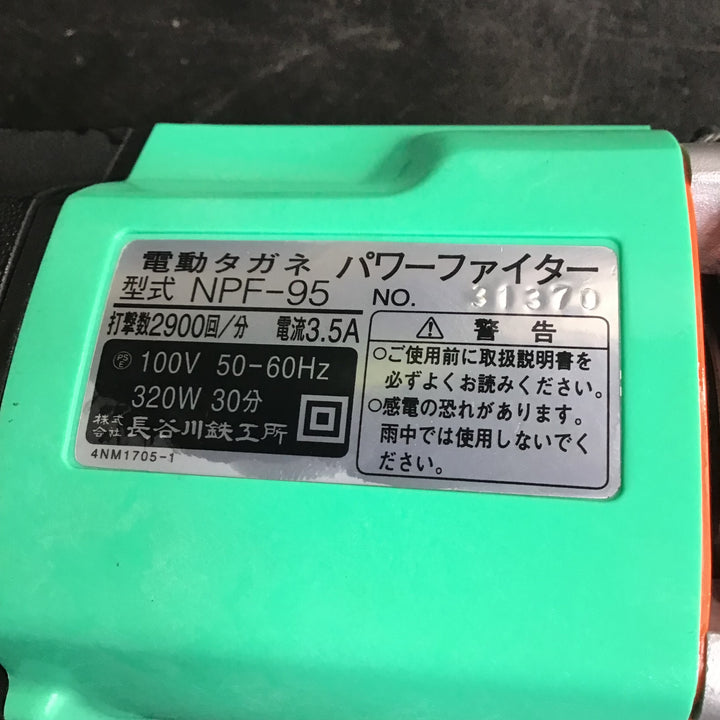 電動タガネ パワーファイター
型式 NPF-95 NO. 31370
打撃数2900回/分 電流3.5A
PS E 100V 50-60Hz
320W 30分
株式会社 長谷川鉄工所
4NM1705-1
警告
○ご使用前に取扱説明書を
必ずよくお読みください。
○感電の恐れがあります。
雨中では使用しないでく
ださい。